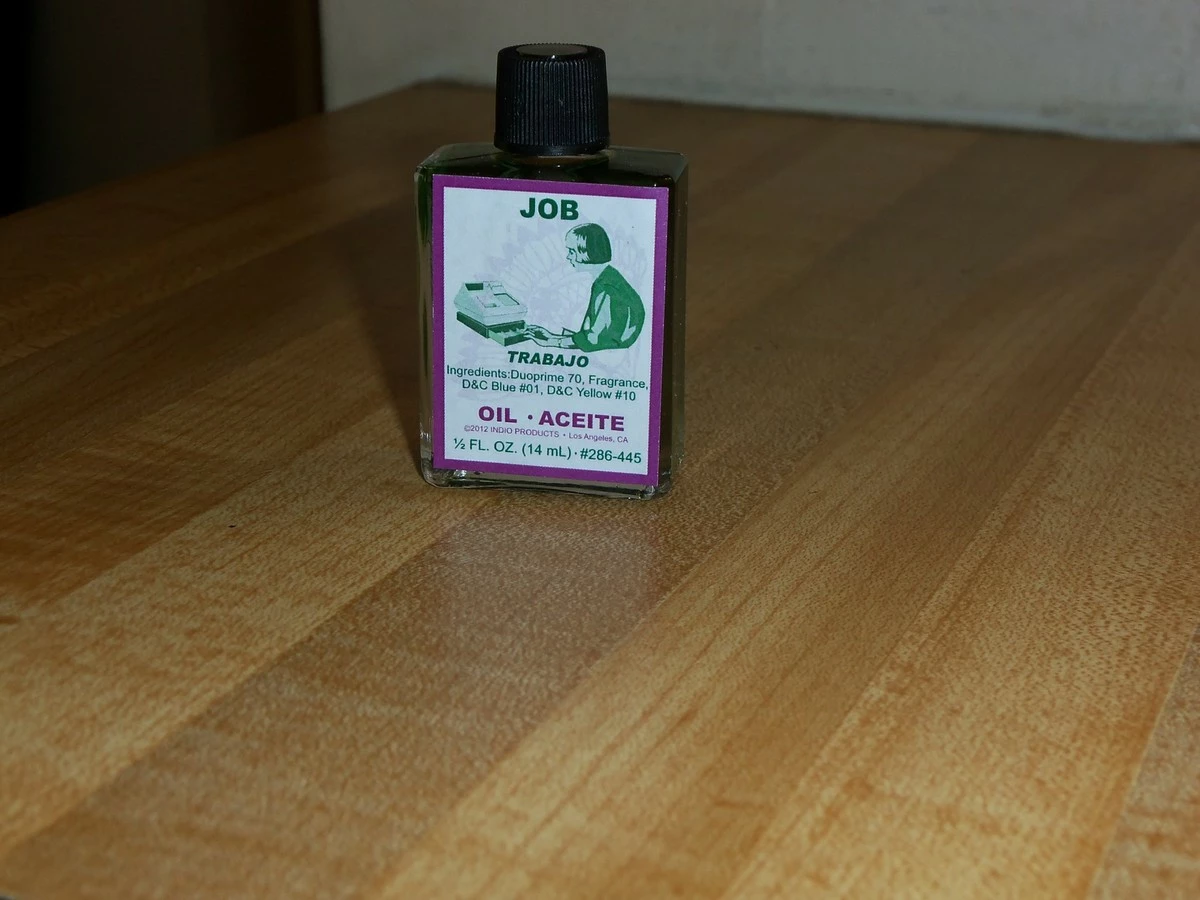 JOB
TRABAJO
Ingredients:Duoprime 70, Fragrance,
D&C Blue #01, D&C Yellow #10
OIL · ACEITE
©2012 INDIO PRODUCTS • Los Angeles, CA
½ FL. OZ. (14 mL) · #286-445